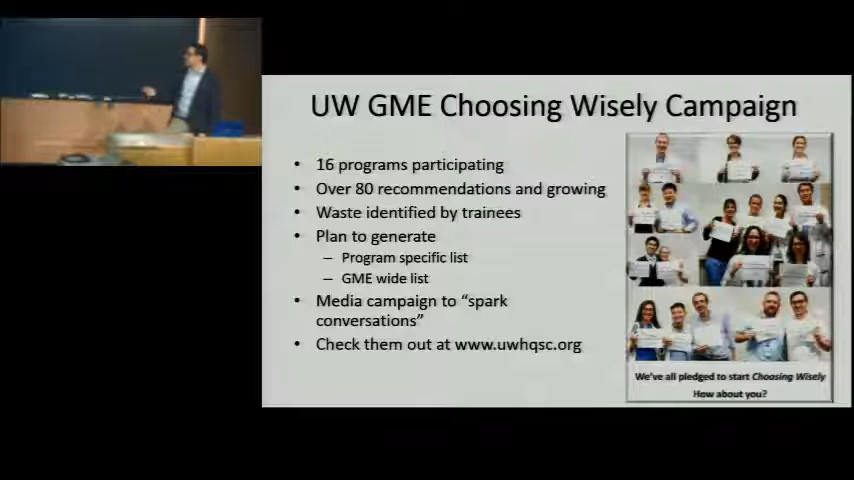 UW GME Choosing Wisely Campaign
• 16 programs participating
• Over 80 recommendations and growing
• Waste identified by trainees
• Plan to generate
– Program specific list
– GME wide list
• Media campaign to “spark
conversations”
• Check them out at www.uwhqsc.org
We've all pledged to start Choosing Wisely
How about you?